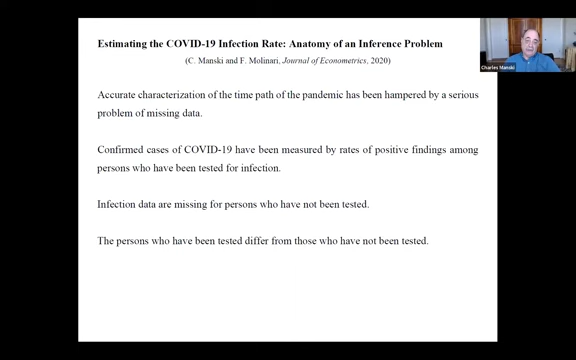 Estimating the COVID-19 Infection Rate: Anatomy of an Inference Problem
(C. Manski and F. Molinari, Journal of Econometrics, 2020)
Accurate characterization of the time path of the pandemic has been hampered by a serious
problem of missing data.
Confirmed cases of COVID-19 have been measured by rates of positive findings among
persons who have been tested for infection.
Infection data are missing for persons who have not been tested.
The persons who have been tested differ from those who have not been tested.
Charles Manski